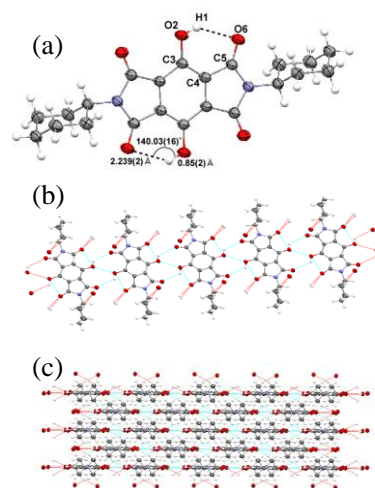 (a)
O2
H1
O6
C3
C5
C4
140.03(16)°
2.239(2) Å
0.85(2) Å
(b)
(c)